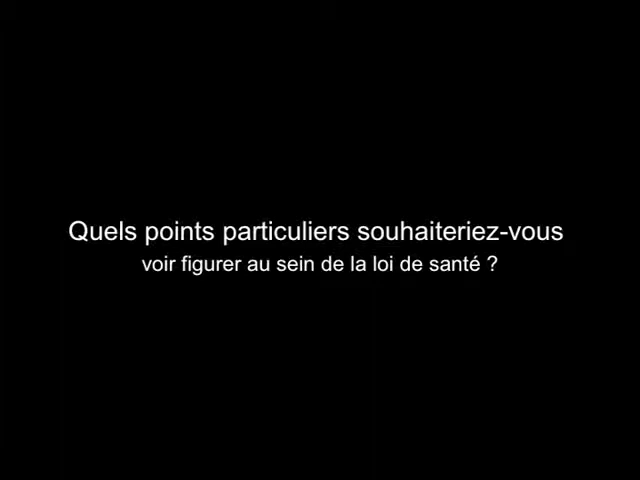 Quels points particuliers souhaiteriez-vous
voir figurer au sein de la loi de santé ?